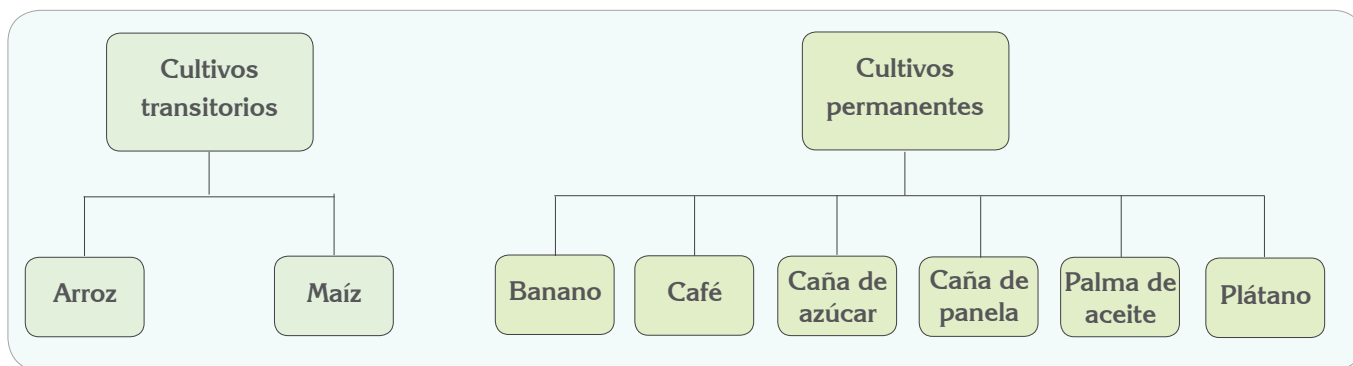 Cultivos
transitorios
Cultivos
permanentes
Arroz
Maíz
Banano
Café
Caña de
azúcar
Caña de
panela
Palma de
aceite
Plátano